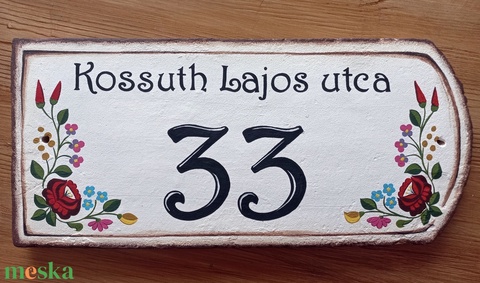 Kossuth Lajos utca
33
meska